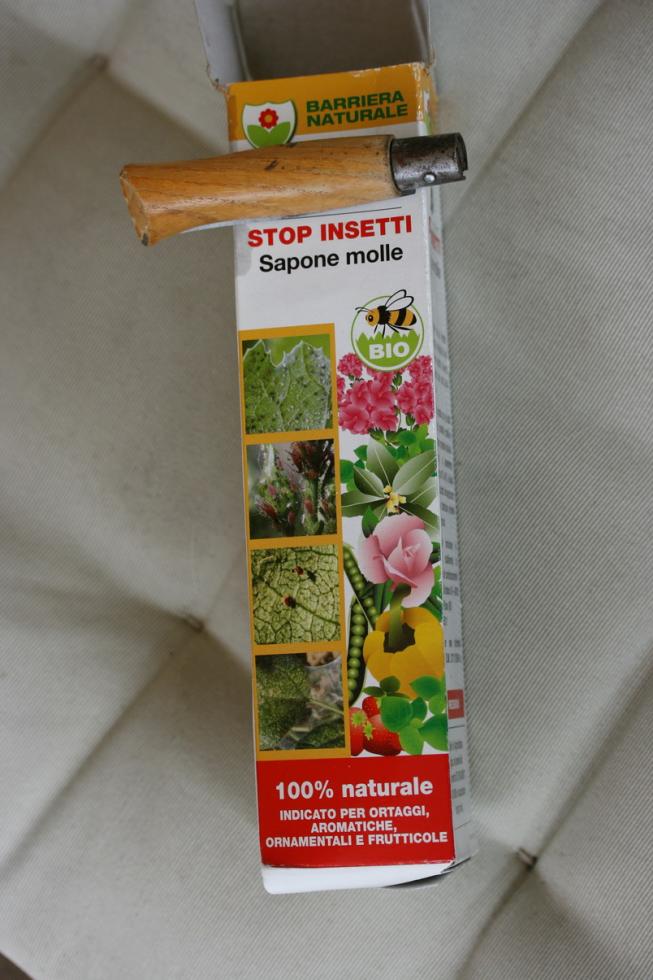 BARRIERA
NATURALE
STOP INSETTI
Sapone molle
BIO
100% naturale
INDICATO PER ORTAGGI,
AROMATICHE,
ORNAMENTALI E FRUTTICOLE